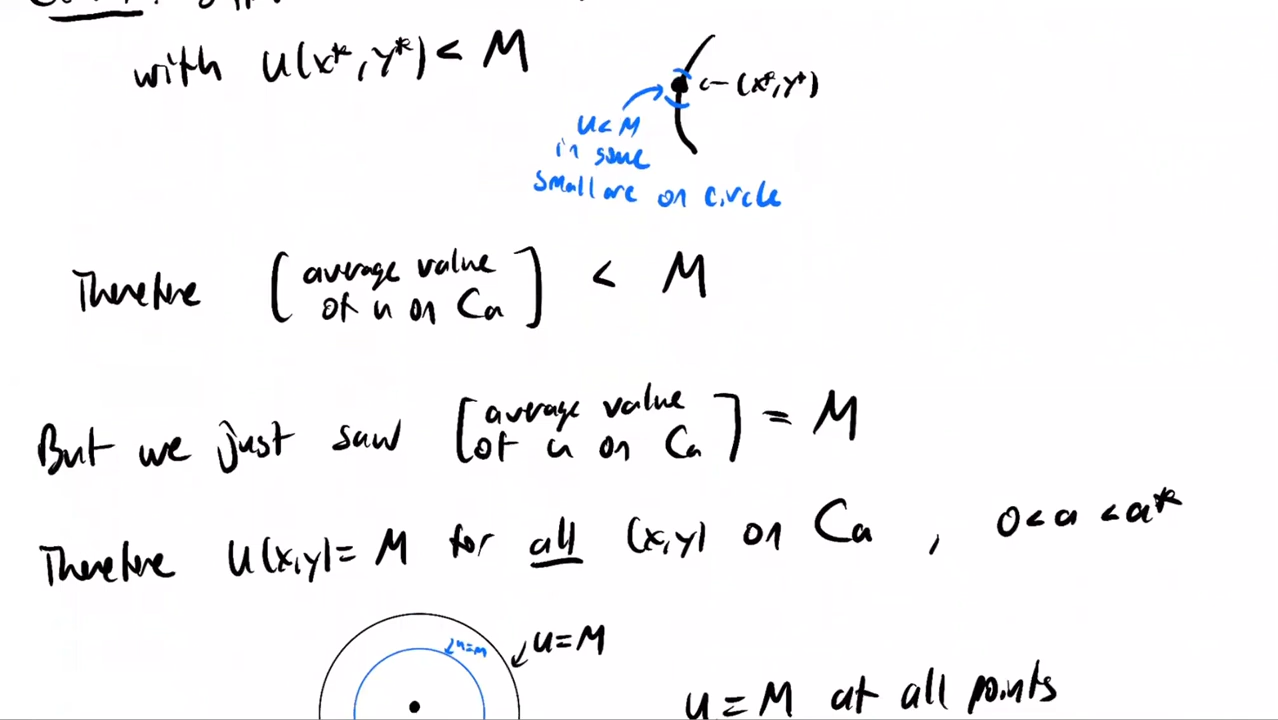 with u(x*, y*) < M
← (x*, y*)
u < M
in some
small arc on circle
Therefore [average value of u on Ca] < M
But we just saw [average value of u on Ca] = M
Therefore u(x,y) = M for all (x,y) on Ca , 0 < a < a*
u=M
u = M
u = M at all points